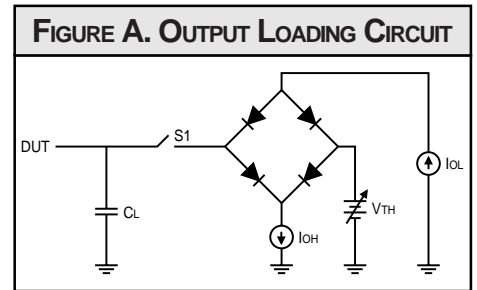 FIGURE A. OUTPUT LOADING CIRCUIT
DUT
S1
IOL
CL
VTH
IOH